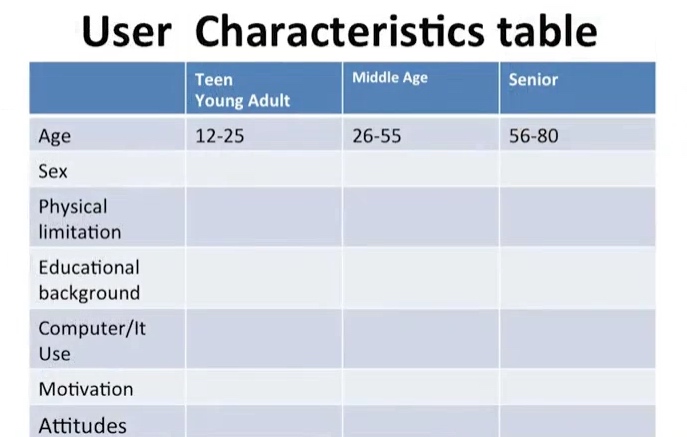 User Characteristics table
Teen
Young Adult
Middle Age
Senior
Age
12-25
26-55
56-80
Sex
Physical
limitation
Educational
background
Computer/It
Use
Motivation
Attitudes